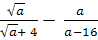 √a/(√a+ 4) − a/(a−16)